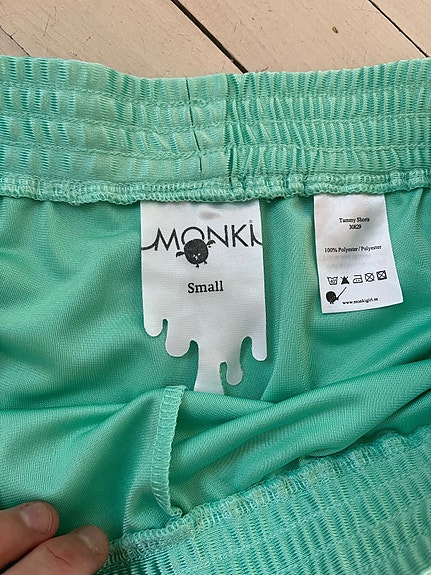 MONKI
Small
Tammy Shorts
30829
100% Polyester / Polyester
www.monkigirl.se